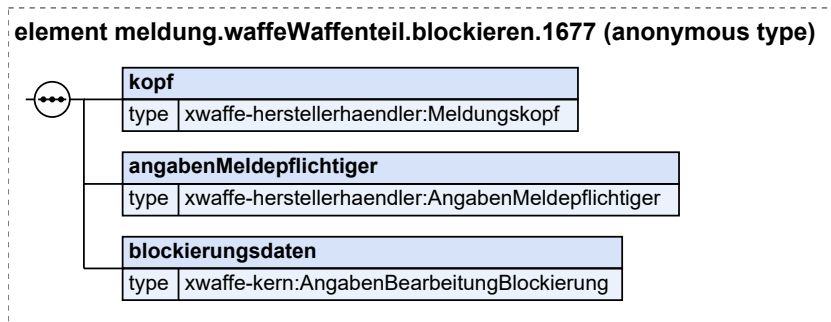 element meldung.waffeWaffenteil.blockieren.1677 (anonymous type)
kopf
type xwaffe-herstellerhaendler:Meldungskopf
angabenMeldepflichtiger
type xwaffe-herstellerhaendler:AngabenMeldepflichtiger
blockierungsdaten
type xwaffe-kern:AngabenBearbeitungBlockierung